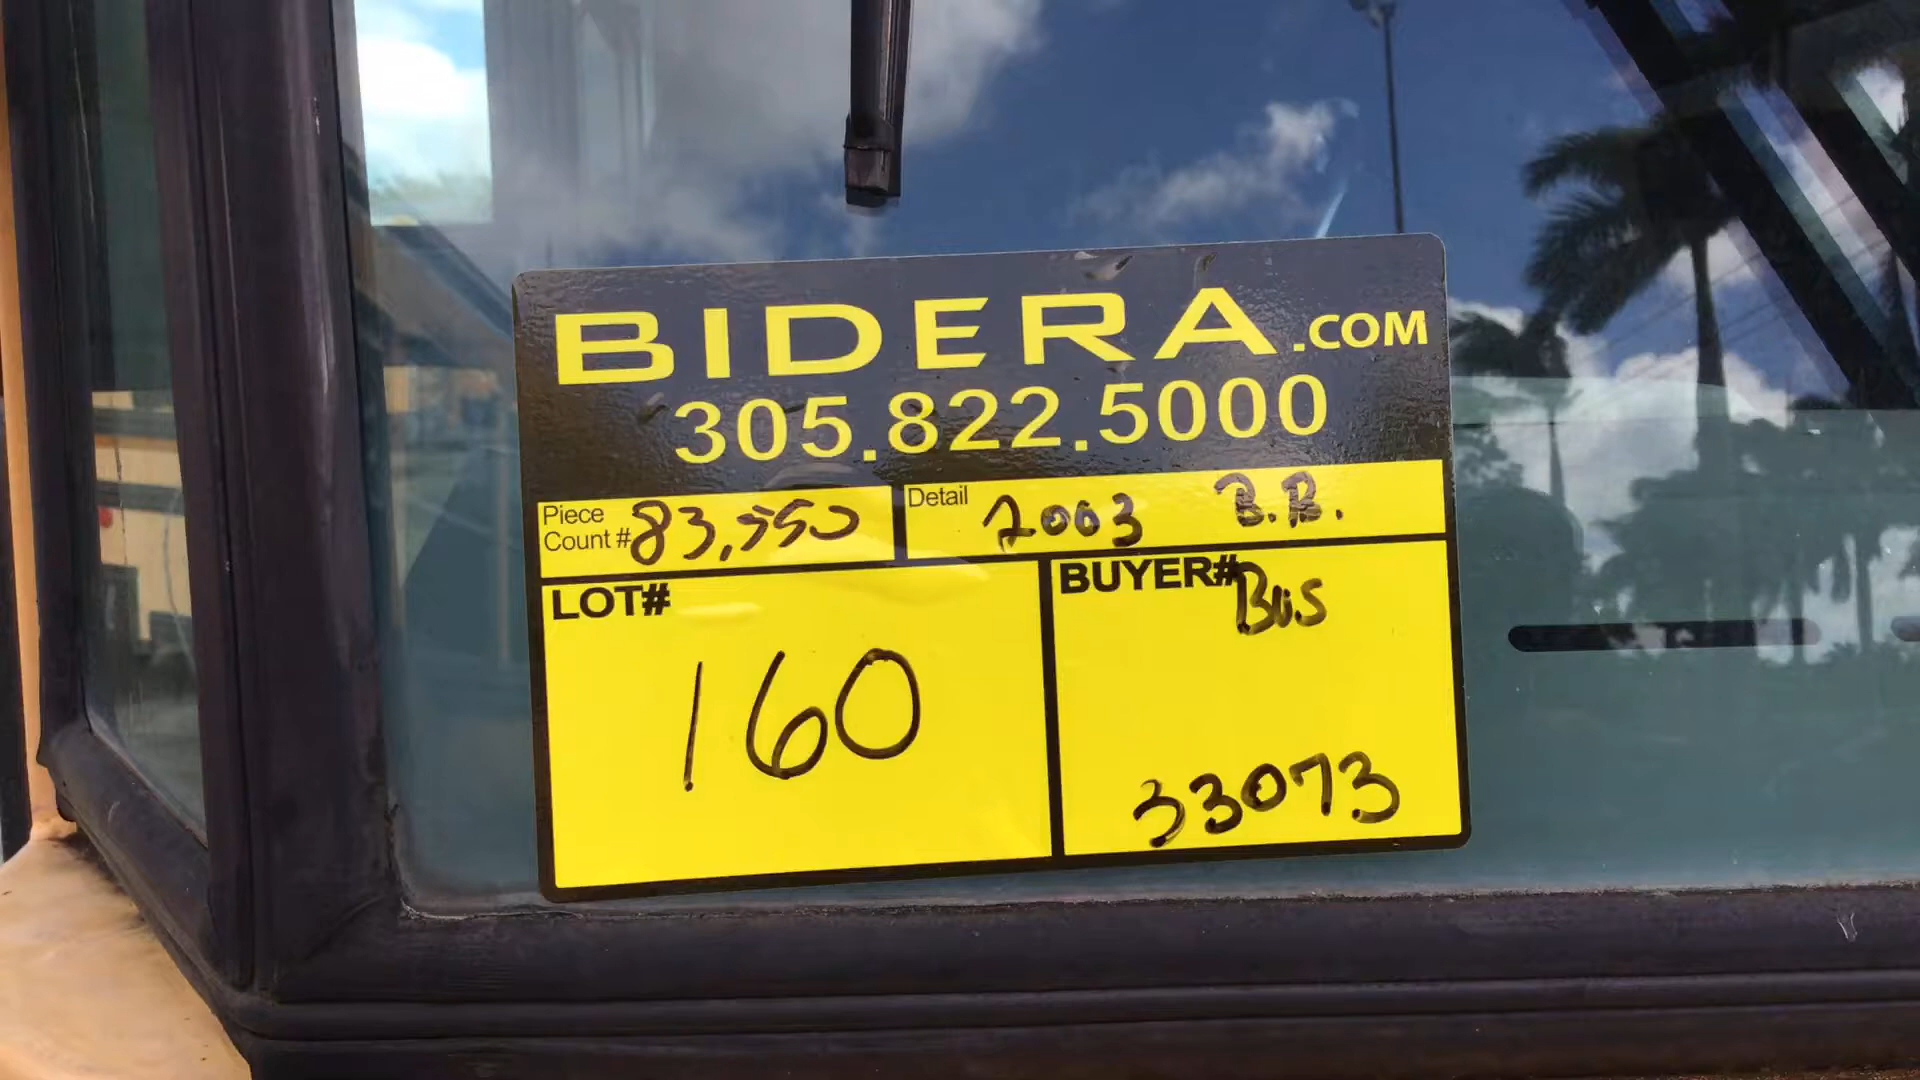 BIDERA.COM
305.822.5000
Piece Count # 83,550
Detail 2003 B.B.
LOT#
160
BUYER#
Bus
33073